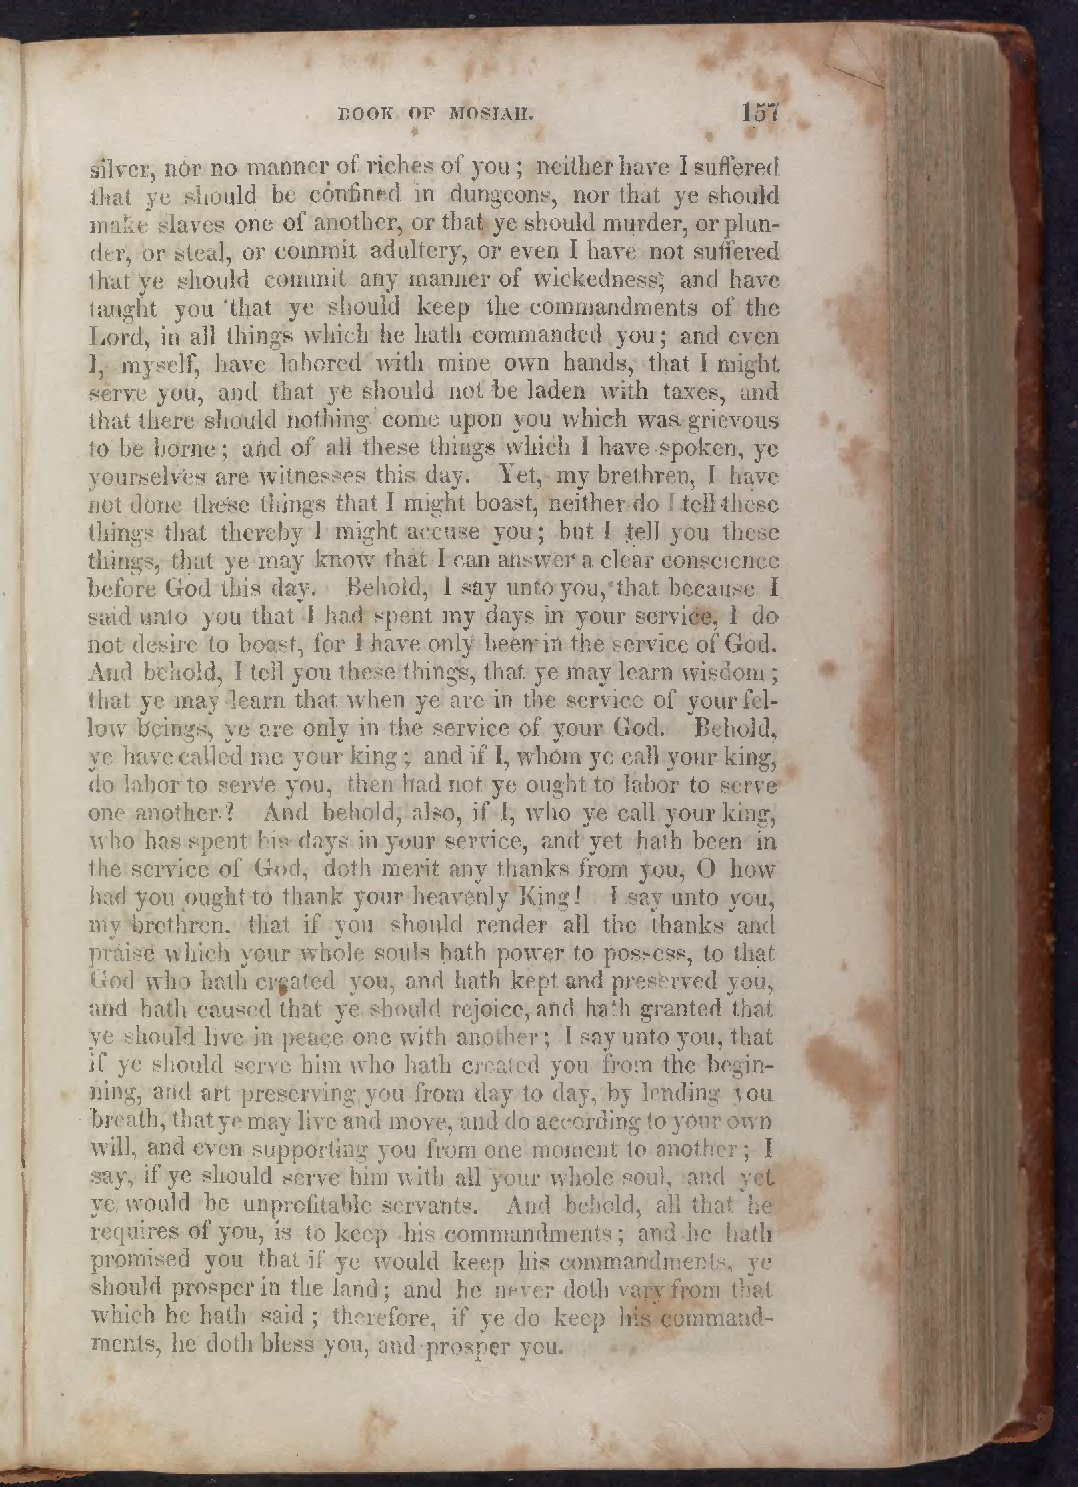 BOOK OF MOSIAH. 157
silver, nor no manner of riches of you; neither have I suffered
that ye should be confined in dungeons, nor that ye should
make slaves one of another, or that ye should murder, or plun-
der, or steal, or commit adultery, or even I have not suffered
that ye should commit any manner of wickedness; and have
taught you that ye should keep the commandments of the
Lord, in all things which he hath commanded you; and even
I, myself, have labored with mine own hands, that I might
serve you, and that ye should not be laden with taxes, and
that there should nothing come upon you which was grievous
to be borne; and of all these things which I have spoken, ye
yourselves are witnesses this day. Yet, my brethren, I have
not done these things that I might boast, neither do I tell these
things that thereby I might accuse you; but I tell you these
things, that ye may know that I can answer a clear conscience
before God this day. Behold, I say unto you, that because I
said unto you that I had spent my days in your service, I do
not desire to boast, for I have only been in the service of God.
And behold, I tell you these things, that ye may learn wisdom;
that ye may learn that when ye are in the service of your fel-
low beings, ye are only in the service of your God. Behold,
ye have called me your king; and if I, whom ye call your king,
do labor to serve you, then had not ye ought to labor to serve
one another? And behold, also, if I, who ye call your king,
who has spent his days in your service, and yet hath been in
the service of God, doth merit any thanks from you, O how
had you ought to thank your heavenly King! I say unto you,
my brethren, that if you should render all the thanks and
praise which your whole souls hath power to possess, to that
God who hath created you, and hath kept and preserved you,
and hath caused that ye should rejoice, and hath granted that
ye should live in peace one with another; I say unto you, that
if ye should serve him who hath created you from the begin-
ning, and art preserving you from day to day, by lending you
breath, that ye may live and move, and do according to your own
will, and even supporting you from one moment to another; I
say, if ye should serve him with all your whole soul, and yet
ye would be unprofitable servants. And behold, all that he
requires of you, is to keep his commandments; and he hath
promised you that if ye would keep his commandments, ye
should prosper in the land; and he never doth vary from that
which he hath said; therefore, if ye do keep his command-
ments, he doth bless you, and prosper you.